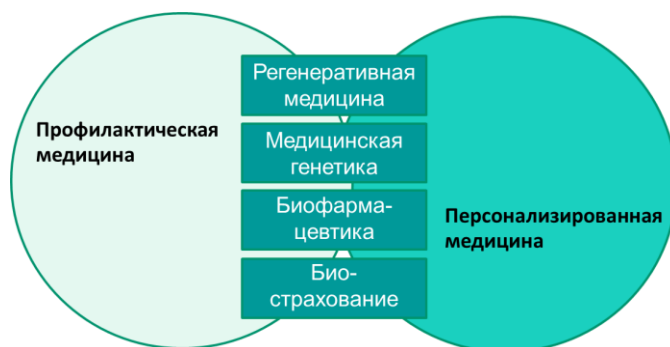 Профилактическая
медицина
Регенеративная
медицина
Медицинская
генетика
Биофарма-
цевтика
Био-
страхование
Персонализированная
медицина